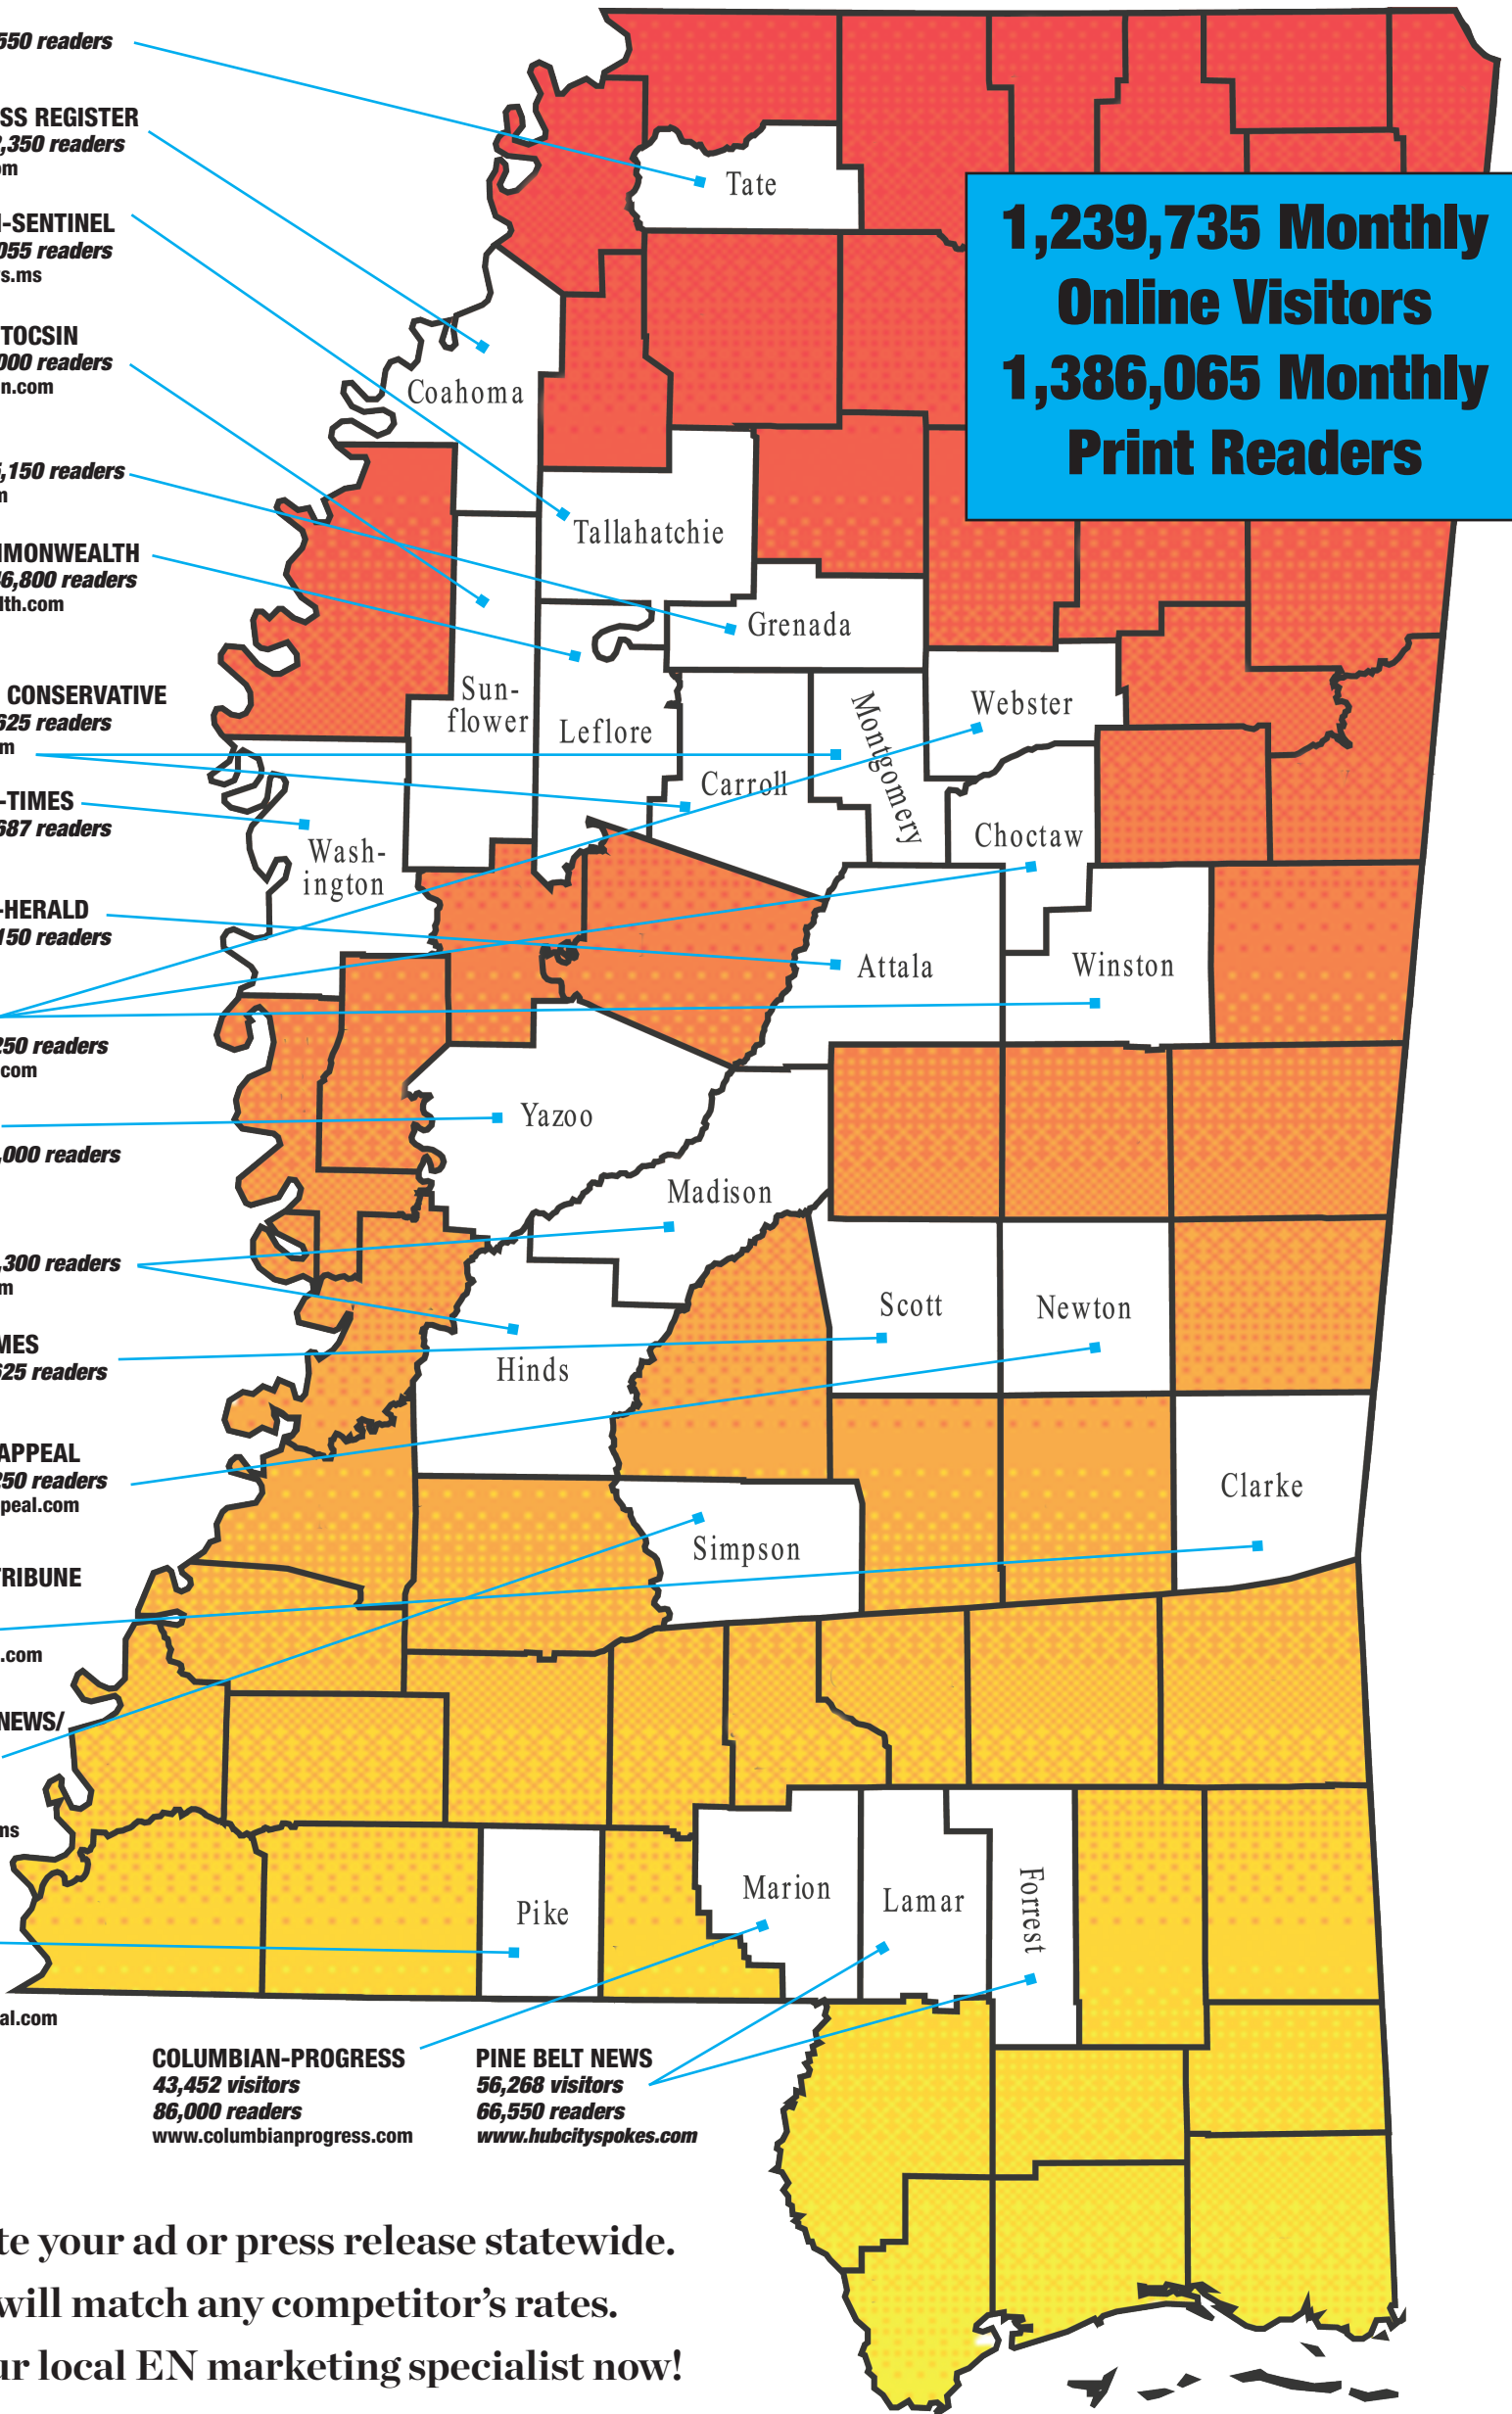 550 readers
SS REGISTER
,350 readers
om
-SENTINEL
055 readers
s.ms
TOCSIN
000 readers
n.com
,150 readers
m
MMONWEALTH
46,800 readers
lth.com
CONSERVATIVE
625 readers
m
-TIMES
687 readers
-HERALD
150 readers
250 readers
.com
,000 readers
,300 readers
m
MES
625 readers
APPEAL
250 readers
peal.com
TRIBUNE
.com
NEWS/
ms
al.com
COLUMBIAN-PROGRESS
43,452 visitors
86,000 readers
www.columbianprogress.com
PINE BELT NEWS
56,268 visitors
66,550 readers
www.hubcityspokes.com
te your ad or press release statewide.
will match any competitor's rates.
ur local EN marketing specialist now!
1,239,735 Monthly
Online Visitors
1,386,065 Monthly
Print Readers
Tate
Coahoma
Tallahatchie
Grenada
Sun-
flower
Leflore
Carroll
Montgomery
Webster
Choctaw
Wash-
ington
Attala
Winston
Yazoo
Madison
Scott
Newton
Hinds
Clarke
Simpson
Marion
Lamar
Forrest
Pike